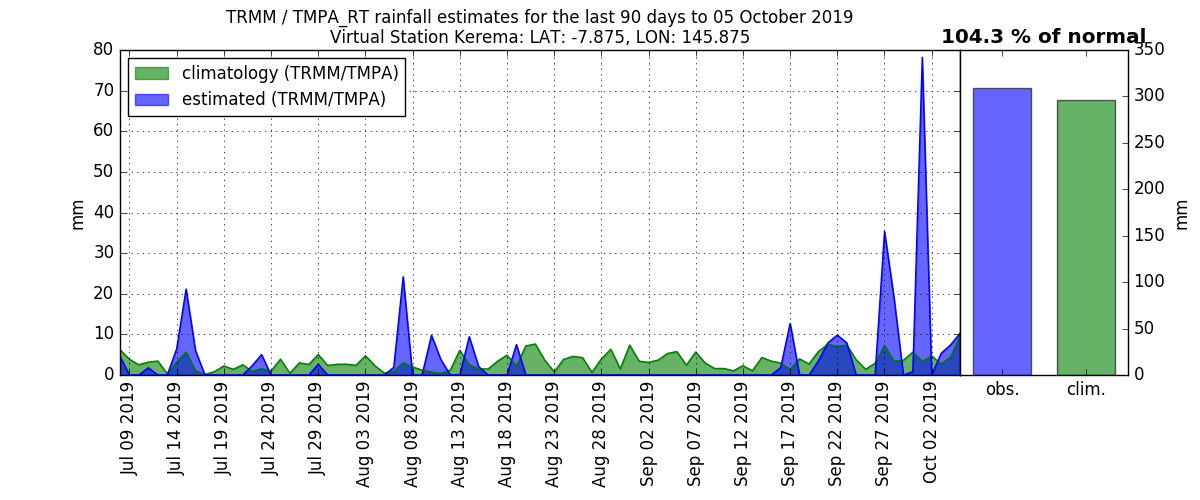 TRMM / TMPA_RT rainfall estimates for the last 90 days to 05 October 2019
Virtual Station Kerema: LAT: -7.875, LON: 145.875
104.3 % of normal
climatology (TRMM/TMPA)
estimated (TRMM/TMPA)
mm
80
70
60
50
40
30
20
10
0
Jul 09 2019
Jul 14 2019
Jul 19 2019
Jul 24 2019
Jul 29 2019
Aug 03 2019
Aug 08 2019
Aug 13 2019
Aug 18 2019
Aug 23 2019
Aug 28 2019
Sep 02 2019
Sep 07 2019
Sep 12 2019
Sep 17 2019
Sep 22 2019
Sep 27 2019
Oct 02 2019
obs.
clim.
350
300
250
200
150
100
50
0
mm